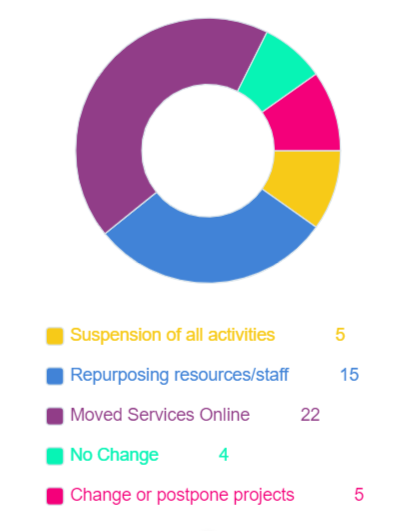 Suspension of all activities 5
Repurposing resources/staff 15
Moved Services Online 22
No Change 4
Change or postpone projects 5